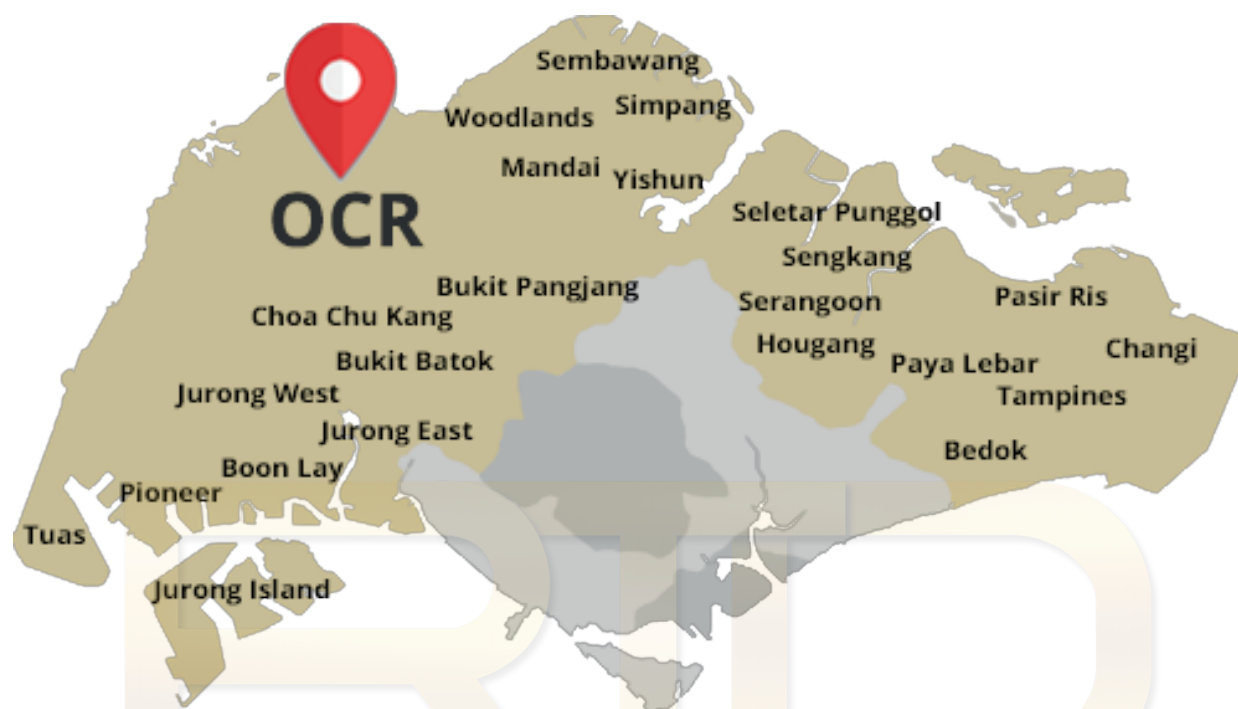 Sembawang
Simpang
Woodlands
Mandai
Yishun
OCR
Seletar Punggol
Sengkang
Bukit Pangjang
Pasir Ris
Serangoon
Choa Chu Kang
Hougang
Changi
Bukit Batok
Paya Lebar
Jurong West
Tampines
Jurong East
Bedok
Boon Lay
Pioneer
Tuas
Jurong Island